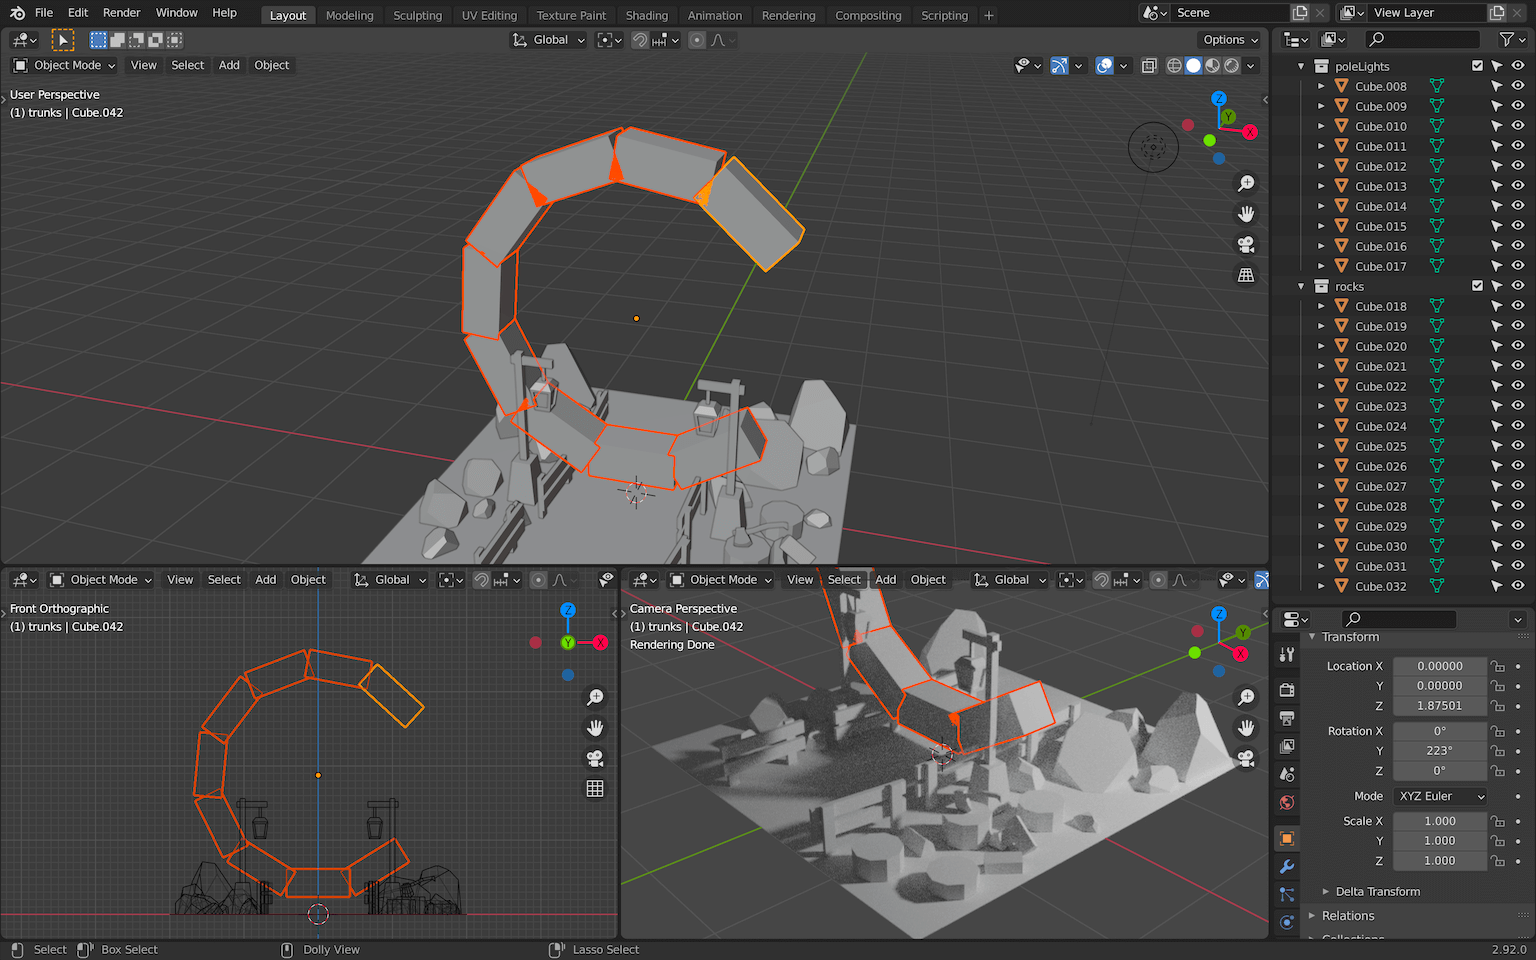 File Edit Render Window Help Layout Modeling Sculpting UV Editing Texture Paint Shading Animation Rendering Compositing Scripting + Scene View Layer
Global Options
Object Mode View Select Add Object
User Perspective
(1) trunks | Cube.042
Z
Y
X
poleLights
Cube.008
Cube.009
Cube.010
Cube.011
Cube.012
Cube.013
Cube.014
Cube.015
Cube.016
Cube.017
rocks
Cube.018
Cube.019
Cube.020
Cube.021
Cube.022
Cube.023
Cube.024
Cube.025
Cube.026
Cube.027
Cube.028
Cube.029
Cube.030
Cube.031
Cube.032
Object Mode View Select Add Object Global
Front Orthographic
(1) trunks | Cube.042
Z
Y X
Object Mode View Select Add Object Global
Camera Perspective
(1) trunks | Cube.042
Rendering Done
Z
Y
X
Transform
Location X 0.00000
Y 0.00000
Z 1.87501
Rotation X 0°
Y 223°
Z 0°
Mode XYZ Euler
Scale X 1.000
Y 1.000
Z 1.000
Delta Transform
Relations
Select Box Select Dolly View Lasso Select 2.92.0